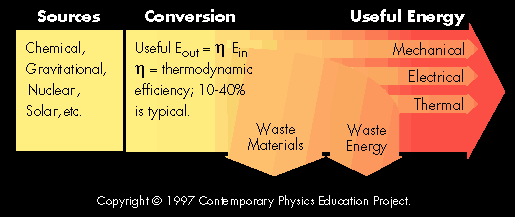 Sources
Conversion
Useful Energy
Chemical,
Gravitational,
Nuclear,
Solar, etc.
Useful Eout = η Ein
η = thermodynamic
efficiency; 10-40%
is typical.
Mechanical
Electrical
Thermal
Waste
Materials
Waste
Energy
Copyright © 1997 Contemporary Physics Education Project.